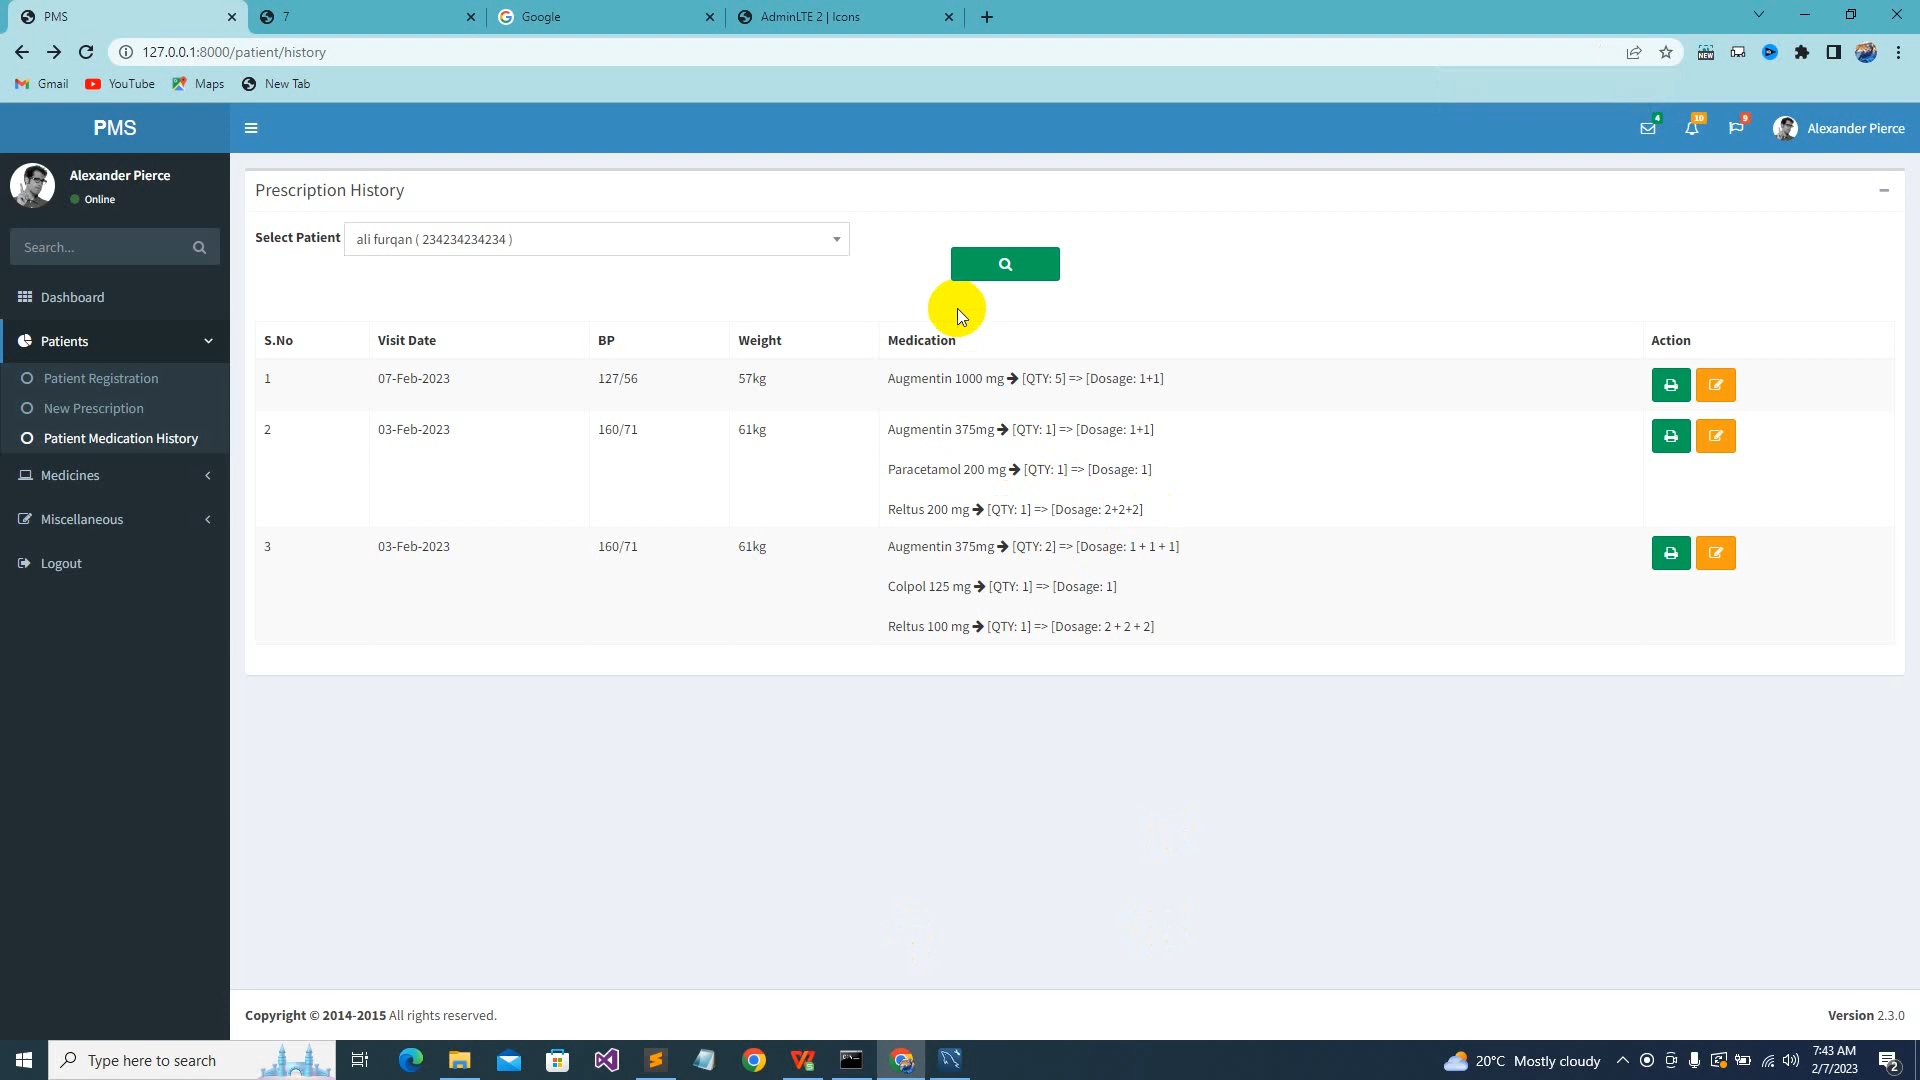 PMS
7
Google
AdminLTE 2 | Icons
127.0.0.1:8000/patient/history
NEW
Gmail
YouTube
Maps
New Tab
PMS
4
10
9
Alexander Pierce
Alexander Pierce
Online
Search...
Dashboard
Patients
Patient Registration
New Prescription
Patient Medication History
Medicines
Miscellaneous
Logout
Prescription History
Select Patient ali furqan ( 234234234234 )
S.No Visit Date BP Weight Medication Action
1 07-Feb-2023 127/56 57kg Augmentin 1000 mg ➔ [QTY: 5] => [Dosage: 1+1]
2 03-Feb-2023 160/71 61kg Augmentin 375mg ➔ [QTY: 1] => [Dosage: 1+1]
Paracetamol 200 mg ➔ [QTY: 1] => [Dosage: 1]
Reltus 200 mg ➔ [QTY: 1] => [Dosage: 2+2+2]
3 03-Feb-2023 160/71 61kg Augmentin 375mg ➔ [QTY: 2] => [Dosage: 1 + 1 + 1]
Colpol 125 mg ➔ [QTY: 1] => [Dosage: 1]
Reltus 100 mg ➔ [QTY: 1] => [Dosage: 2 + 2 + 2]
Copyright © 2014-2015 All rights reserved.
Version 2.3.0
Type here to search
20°C Mostly cloudy
7:43 AM
2/7/2023
2